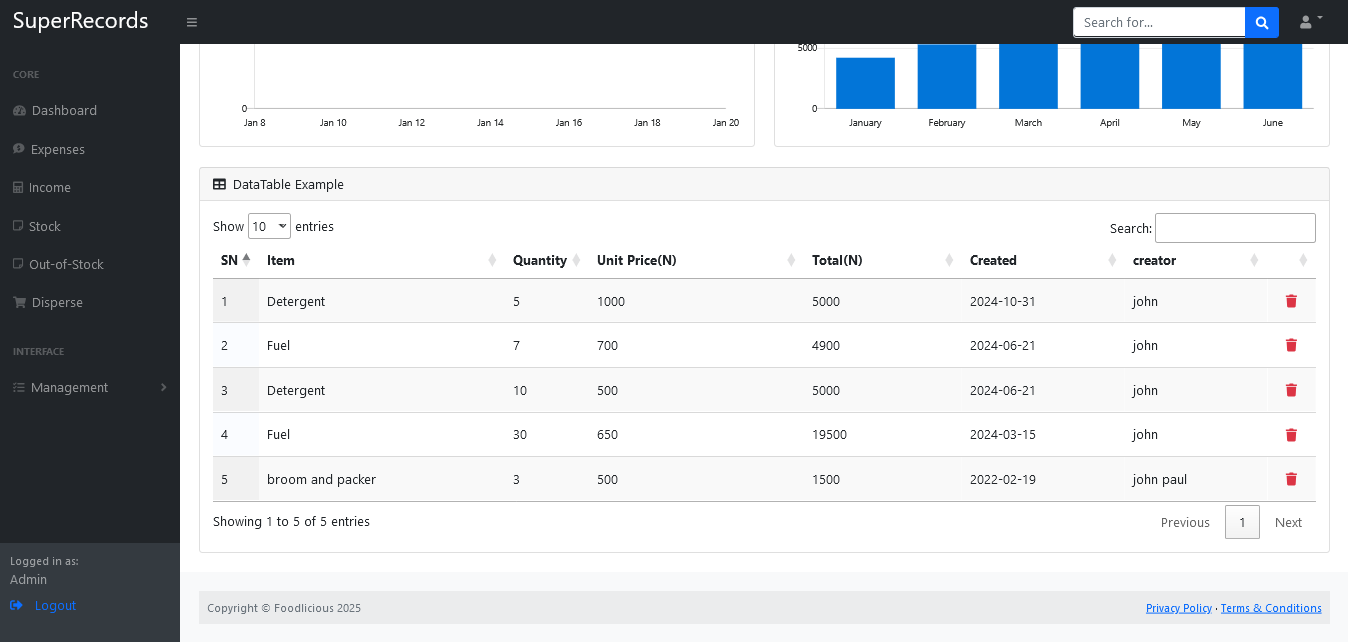 SuperRecords
Search for...
CORE
Dashboard
Expenses
Income
Stock
Out-of-Stock
Disperse
INTERFACE
Management
Logged in as:
Admin
Logout
0
Jan 8 Jan 10 Jan 12 Jan 14 Jan 16 Jan 18 Jan 20
5000
0
January February March April May June
DataTable Example
Show 10 entries
Search:
SN Item Quantity Unit Price(N) Total(N) Created creator
1 Detergent 5 1000 5000 2024-10-31 john
2 Fuel 7 700 4900 2024-06-21 john
3 Detergent 10 500 5000 2024-06-21 john
4 Fuel 30 650 19500 2024-03-15 john
5 broom and packer 3 500 1500 2022-02-19 john paul
Showing 1 to 5 of 5 entries
Previous 1 Next
Copyright © Foodlicious 2025
Privacy Policy · Terms & Conditions